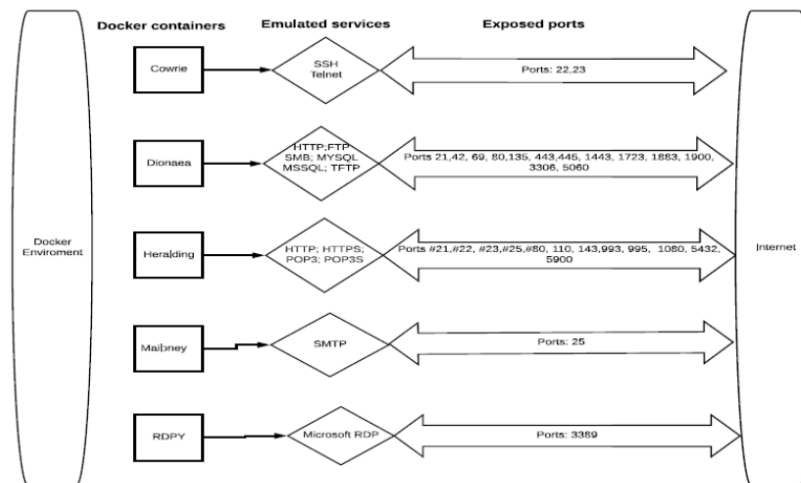 Docker containers
Emulated services
Exposed ports
Docker
Enviroment
Cowrie
SSH
Telnet
Ports: 22,23
Dionaea
HTTP;FTP
SMB; MYSQL
MSSQL; TFTP
Ports 21,42, 69, 80,135, 443,445, 1443, 1723, 1883, 1900,
3306, 5060
Heralding
HTTP; HTTPS;
POP3; POP3S
Ports #21,#22, #23,#25,#80, 110, 143,993, 995, 1080, 5432,
5900
Mailbney
SMTP
Ports: 25
RDPY
Microsoft RDP
Ports: 3389
Internet